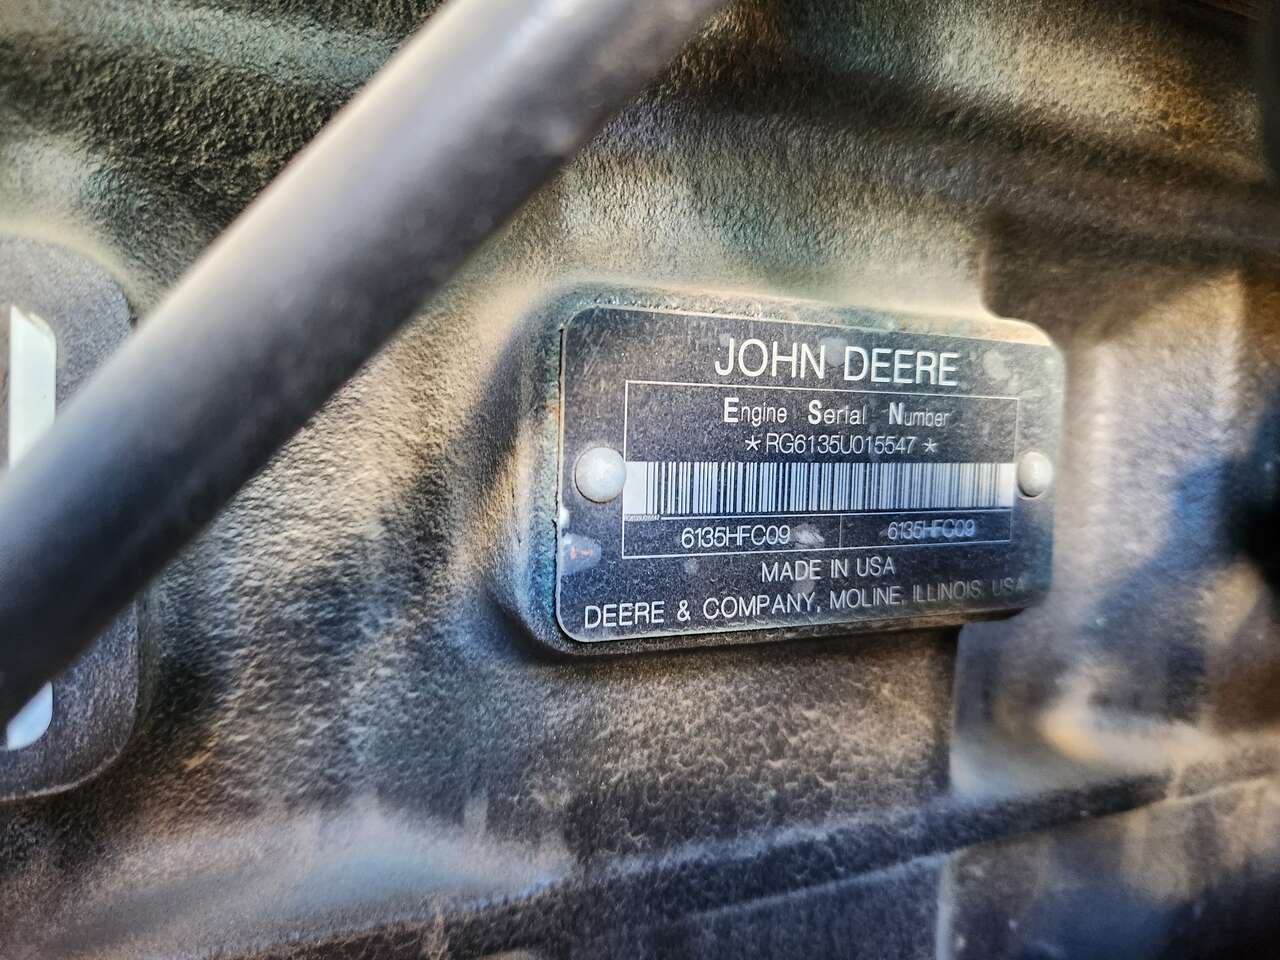 JOHN DEERE
Engine Serial Number
*RG6135U015547*
6135HFC09 6135HFC09
MADE IN USA
DEERE & COMPANY, MOLINE, ILLINOIS. USA